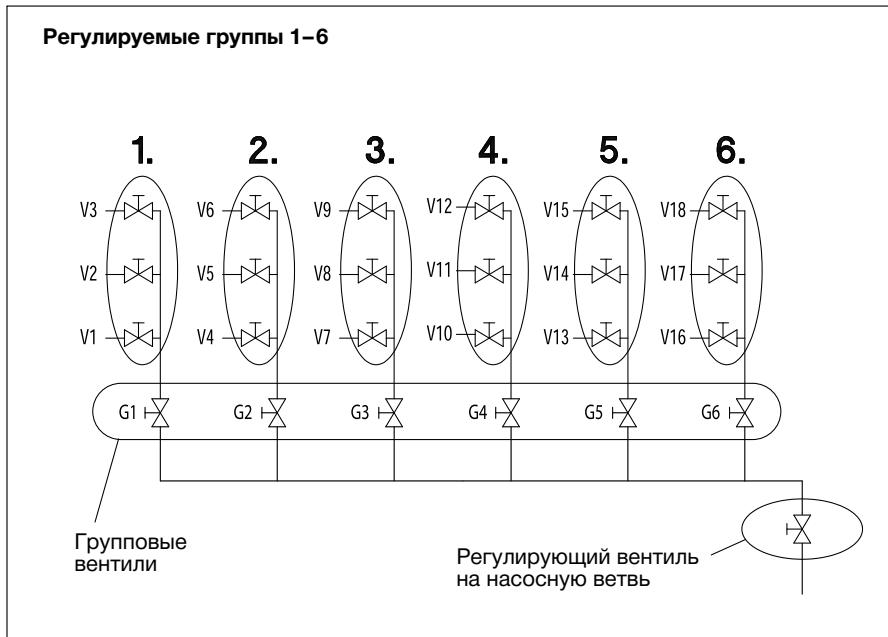 Регулируемые группы 1–6
1. 2. 3. 4. 5. 6.
V3 V6 V9 V12 V15 V18
V2 V5 V8 V11 V14 V17
V1 V4 V7 V10 V13 V16
G1 G2 G3 G4 G5 G6
Групповые
вентили
Регулирующий вентиль
на насосную ветвь